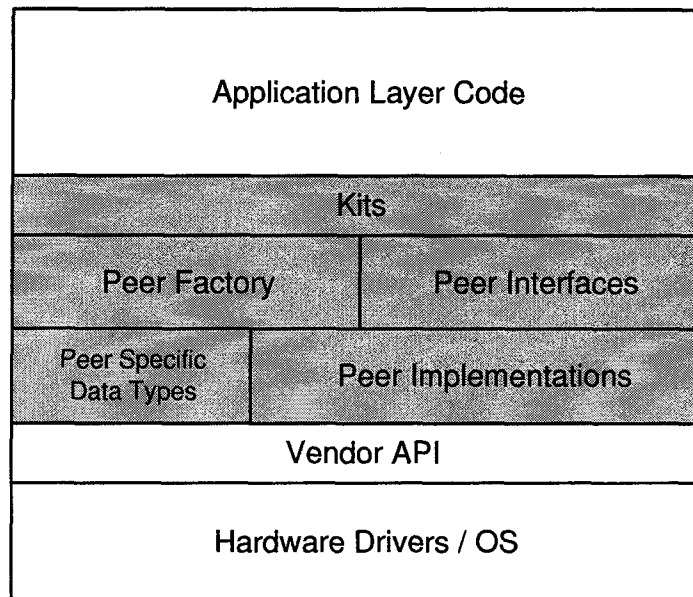 Application Layer Code
Kits
Peer Factory
Peer Interfaces
Peer Specific
Data Types
Peer Implementations
Vendor API
Hardware Drivers / OS